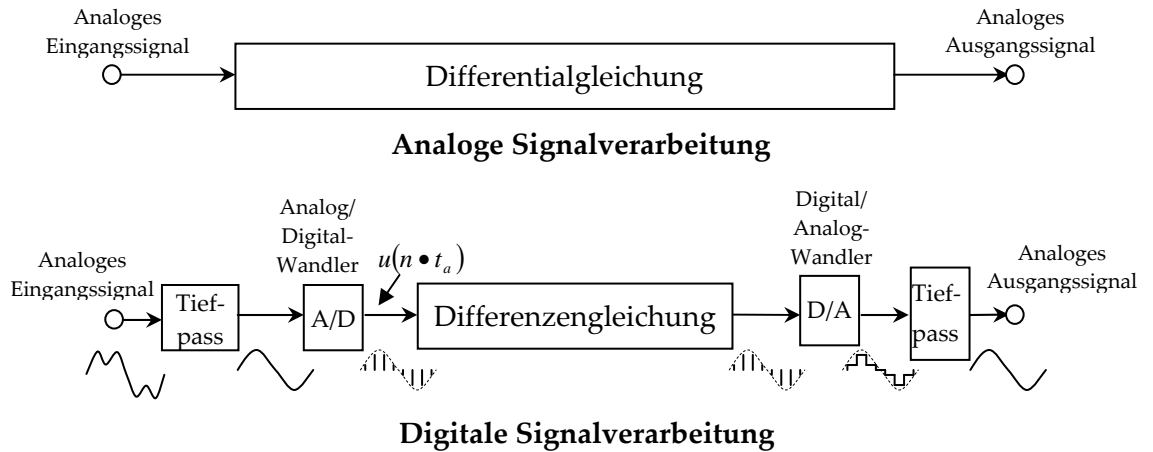 Analoges
Eingangssignal
Analoges
Ausgangssignal
Differentialgleichung
Analoge Signalverarbeitung
Analoges
Eingangssignal
Tief-
pass
Analog/
Digital-
Wandler
A/D
u(n • t_a)
Differenzengleichung
Digital/
Analog-
Wandler
D/A
Tief-
pass
Analoges
Ausgangssignal
Digitale Signalverarbeitung